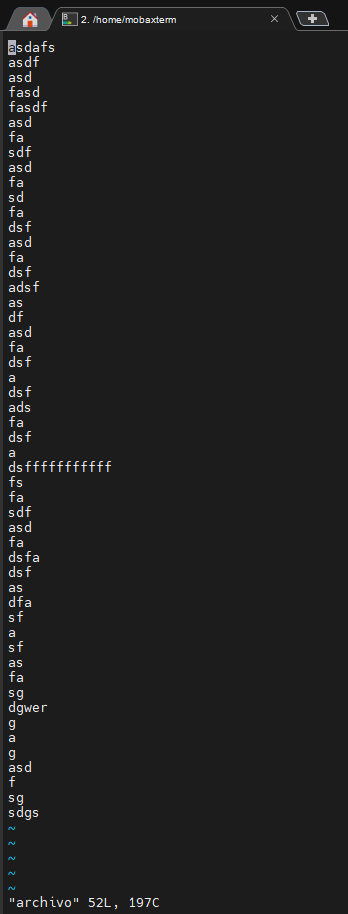 2. /home/mobaxterm
asdafs
asdf
asd
fasd
fasdf
asd
fa
sdf
asd
fa
sd
fa
dsf
asd
fa
dsf
adsf
as
df
asd
fa
dsf
a
dsf
ads
fa
dsf
a
dsfffffffffff
fs
fa
sdf
asd
fa
dsfa
dsf
as
dfa
sf
a
sf
as
fa
sg
dgwer
g
a
g
asd
f
sg
sdgs
~
~
~
~
~
"archivo" 52L, 197C